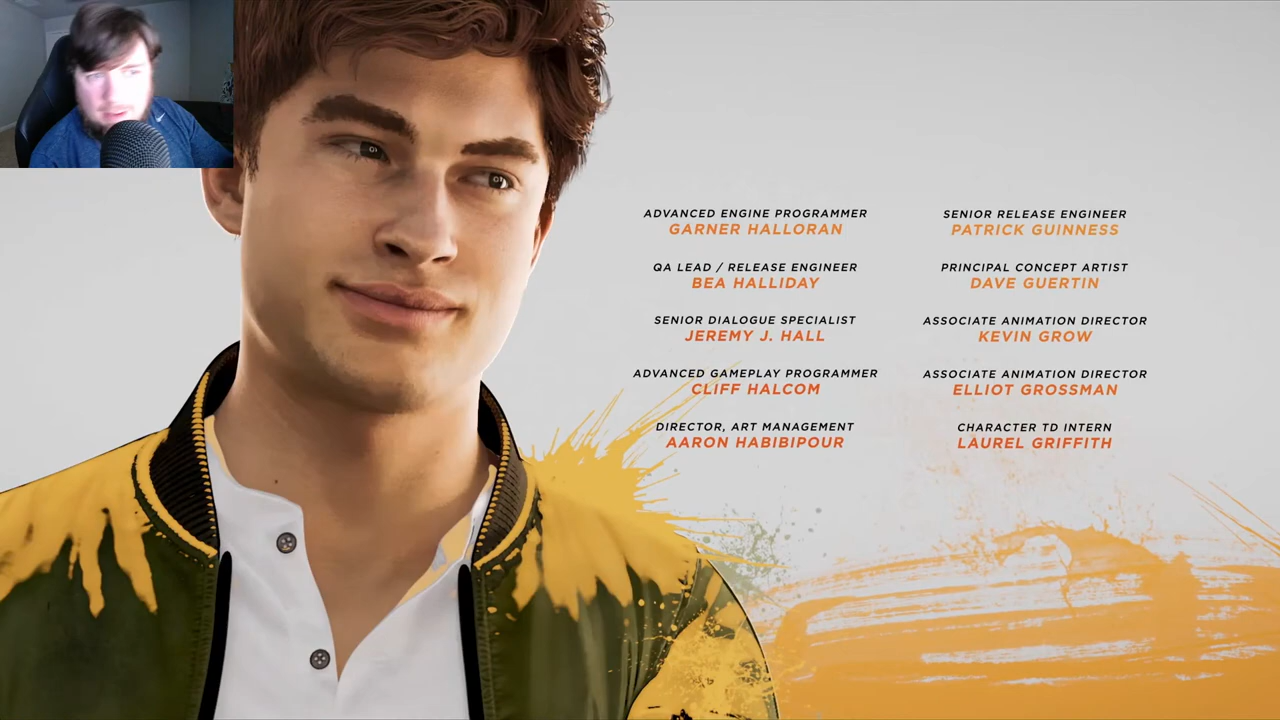 ADVANCED ENGINE PROGRAMMER
GARNER HALLORAN
QA LEAD / RELEASE ENGINEER
BEA HALLIDAY
SENIOR DIALOGUE SPECIALIST
JEREMY J. HALL
ADVANCED GAMEPLAY PROGRAMMER
CLIFF HALCOM
DIRECTOR, ART MANAGEMENT
AARON HABIBIPOUR
SENIOR RELEASE ENGINEER
PATRICK GUINNESS
PRINCIPAL CONCEPT ARTIST
DAVE GUERTIN
ASSOCIATE ANIMATION DIRECTOR
KEVIN GROW
ASSOCIATE ANIMATION DIRECTOR
ELLIOT GROSSMAN
CHARACTER TD INTERN
LAUREL GRIFFITH